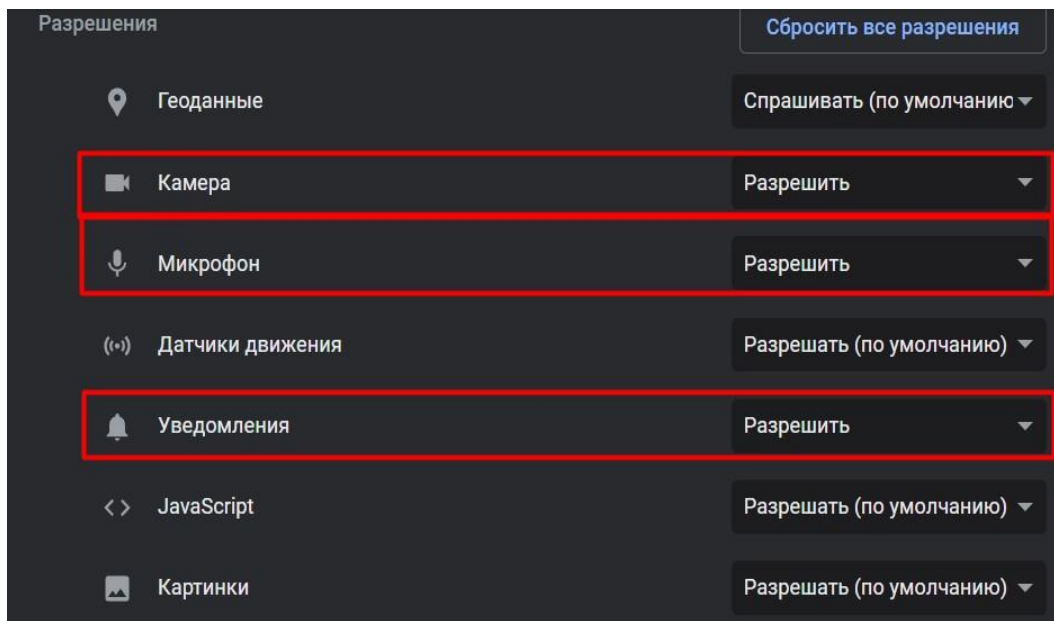 Разрешения
Сбросить все разрешения
Геоданные
Спрашивать (по умолчанию
Камера
Разрешить
Микрофон
Разрешить
Датчики движения
Разрешать (по умолчанию)
Уведомления
Разрешить
JavaScript
Разрешать (по умолчанию)
Картинки
Разрешать (по умолчанию)